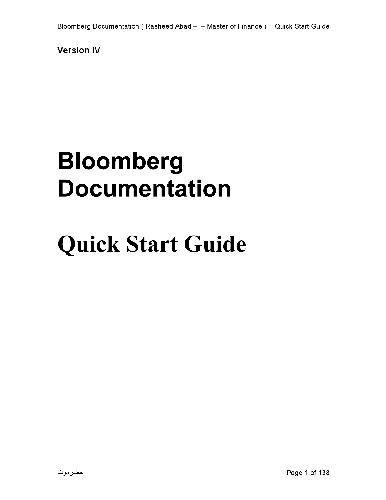 Bloomberg Documentation ( Rasheed Abad – – Master of Finance ) Quick Start Guide
Version IV
Bloomberg
Documentation
Quick Start Guide
حضرموت Page 1 of 138